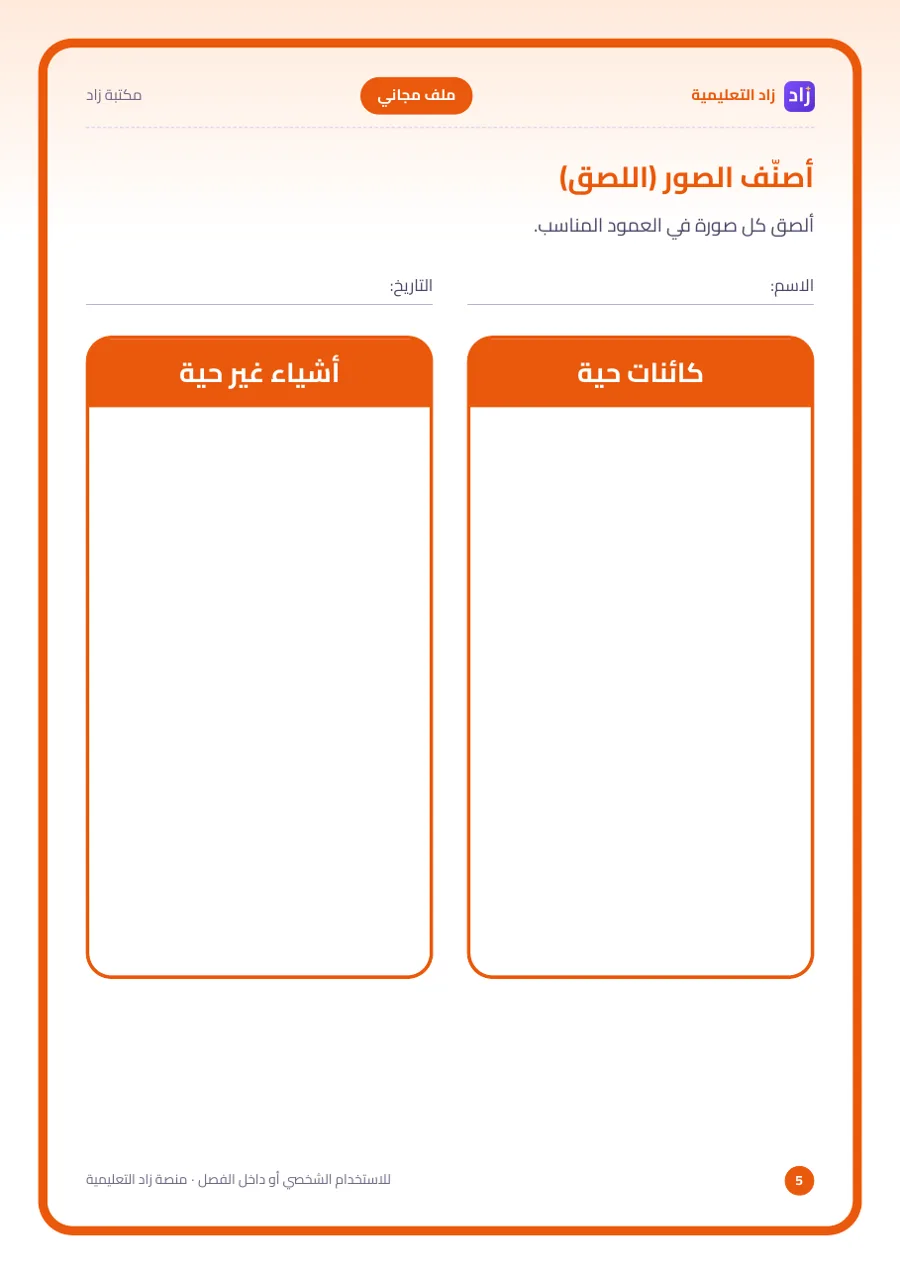 زاد
زاد التعليمية
ملف مجاني
مكتبة زاد
أصنّف الصور (اللصق)
ألصق كل صورة في العمود المناسب.
الاسم:
التاريخ:
كائنات حية
أشياء غير حية
5
للاستخدام الشخصي أو داخل الفصل · منصة زاد التعليمية